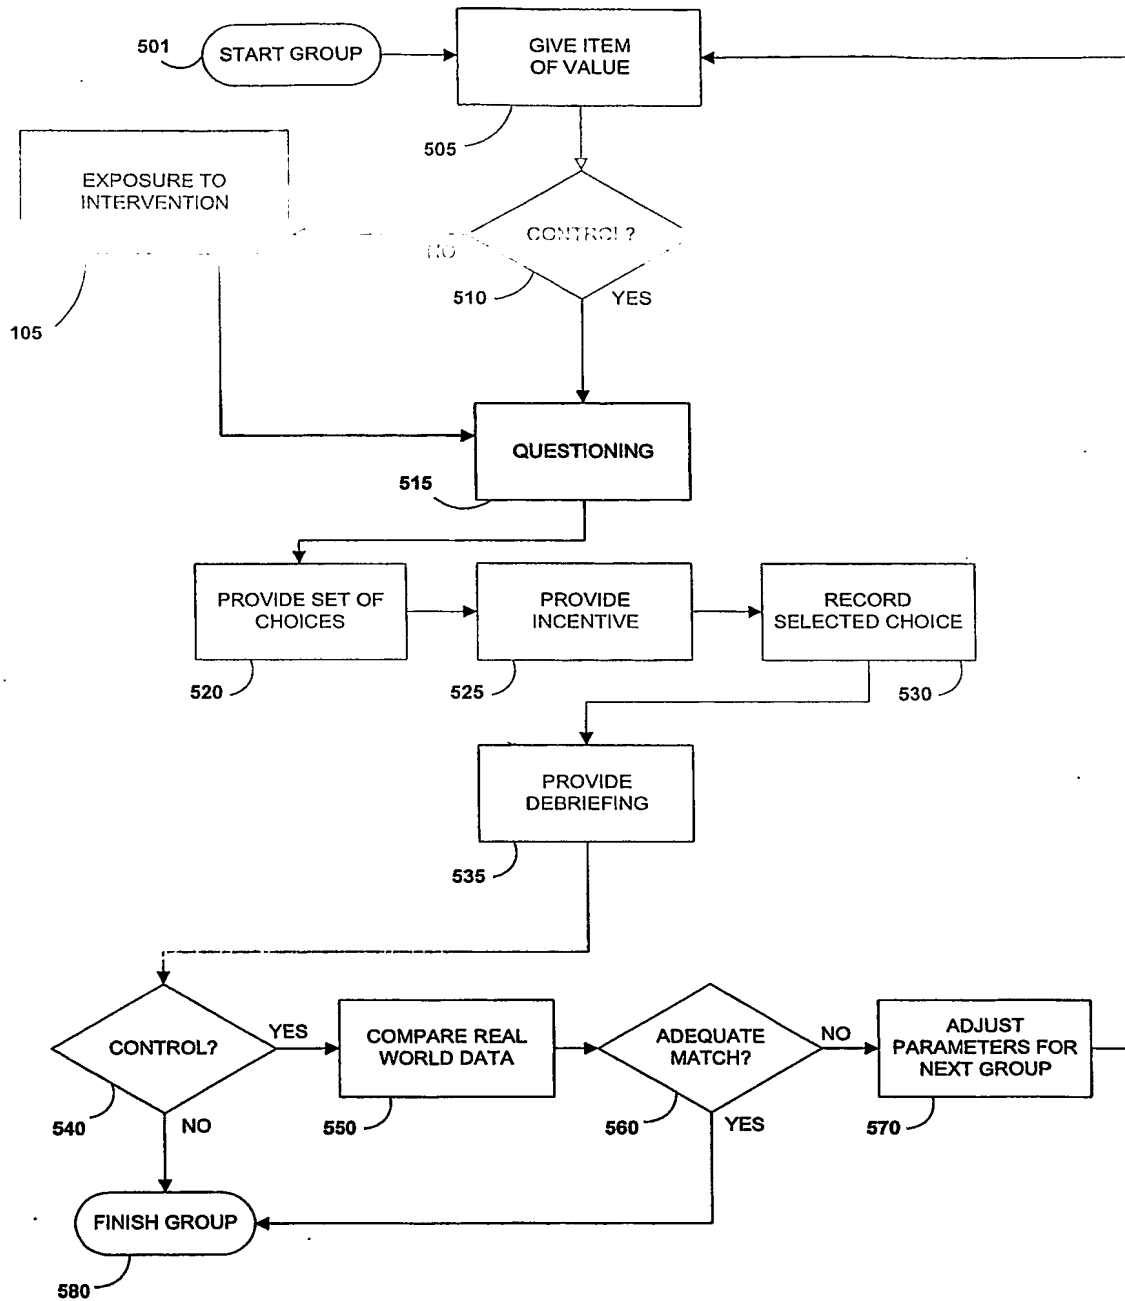 501
START GROUP
GIVE ITEM
OF VALUE
505
EXPOSURE TO
INTERVENTION
105
CONTROL?
NO
510
YES
QUESTIONING
515
PROVIDE SET OF
CHOICES
520
PROVIDE
INCENTIVE
525
RECORD
SELECTED CHOICE
530
PROVIDE
DEBRIEFING
535
CONTROL?
YES
540
NO
COMPARE REAL
WORLD DATA
550
ADEQUATE
MATCH?
NO
560
YES
ADJUST
PARAMETERS FOR
NEXT GROUP
570
FINISH GROUP
580